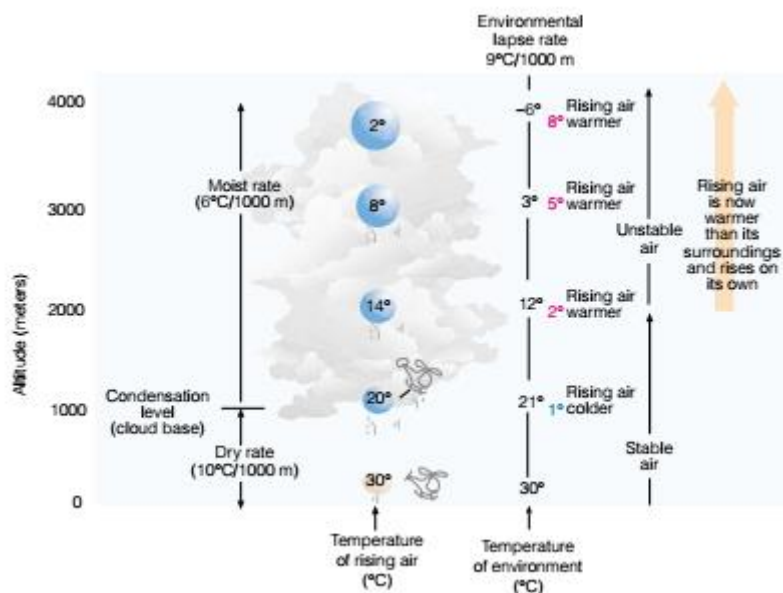 Environmental
lapse rate
9°C/1000 m
4000
2°
–6°
8°
Rising air
warmer
Moist rate
(6°C/1000 m)
3000
8°
3°
5°
Rising air
warmer
Unstable
air
Rising air
is now
warmer
than its
surroundings
and rises on
its own
2000
14°
12°
2°
Rising air
warmer
Altitude (meters)
Condensation
level
(cloud base)
1000
20°
21°
1°
Rising air
colder
Dry rate
(10°C/1000 m)
Stable
air
0
30°
30°
Temperature
of rising air
(°C)
Temperature
of environment
(°C)